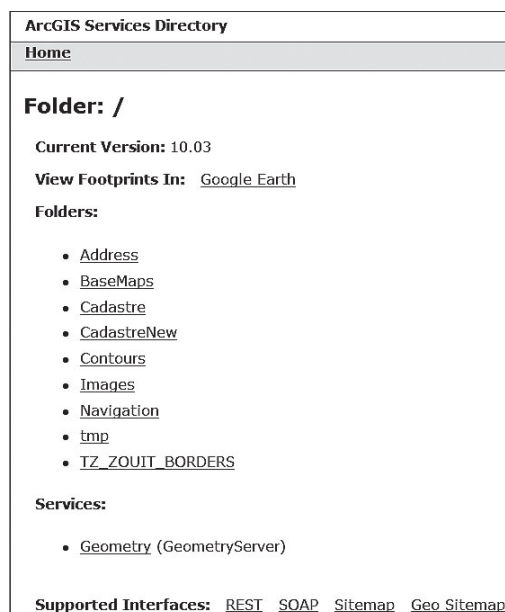 ArcGIS Services Directory
Home
Folder: /
Current Version: 10.03
View Footprints In: Google Earth
Folders:
• Address
• BaseMaps
• Cadastre
• CadastreNew
• Contours
• Images
• Navigation
• tmp
• TZ_ZOUIT_BORDERS
Services:
• Geometry (GeometryServer)
Supported Interfaces: REST SOAP Sitemap Geo Sitemap